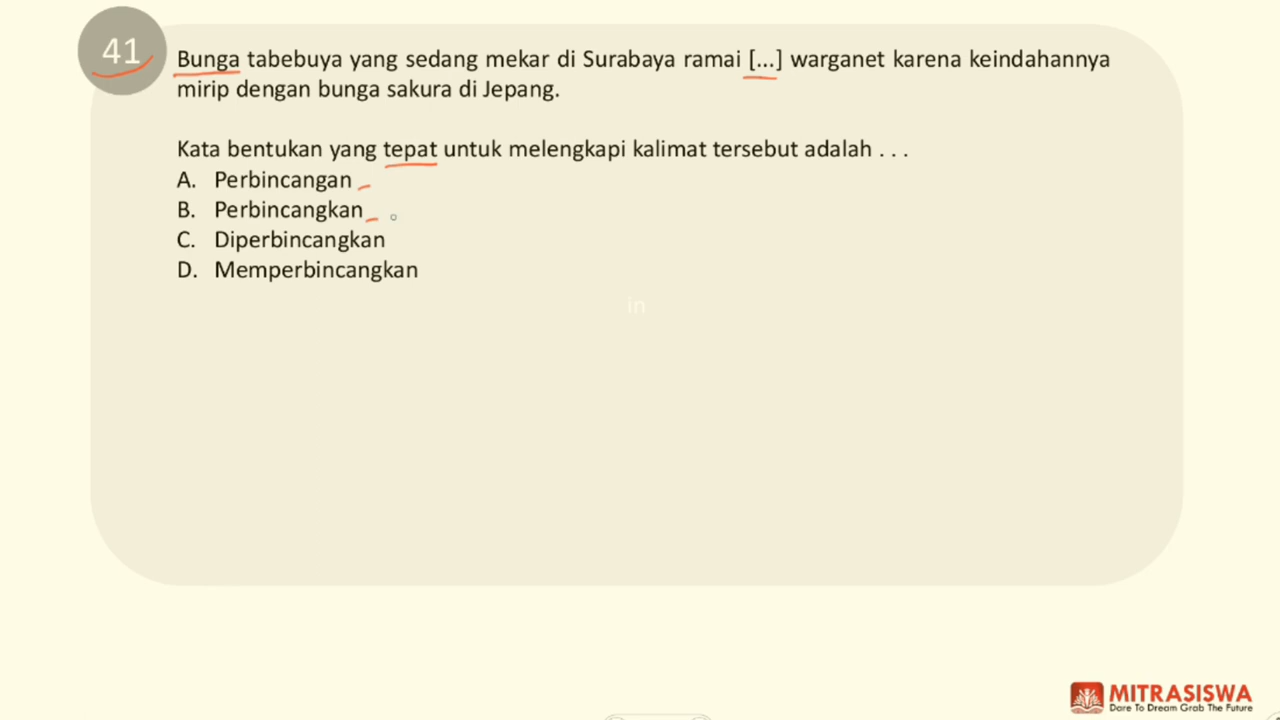 41
Bunga tabebuya yang sedang mekar di Surabaya ramai [...] warganet karena keindahannya
mirip dengan bunga sakura di Jepang.
Kata bentukan yang tepat untuk melengkapi kalimat tersebut adalah . . .
A. Perbincangan
B. Perbincangkan
C. Diperbincangkan
D. Memperbincangkan
in
MITRASISWA
Dare To Dream Grab The Future